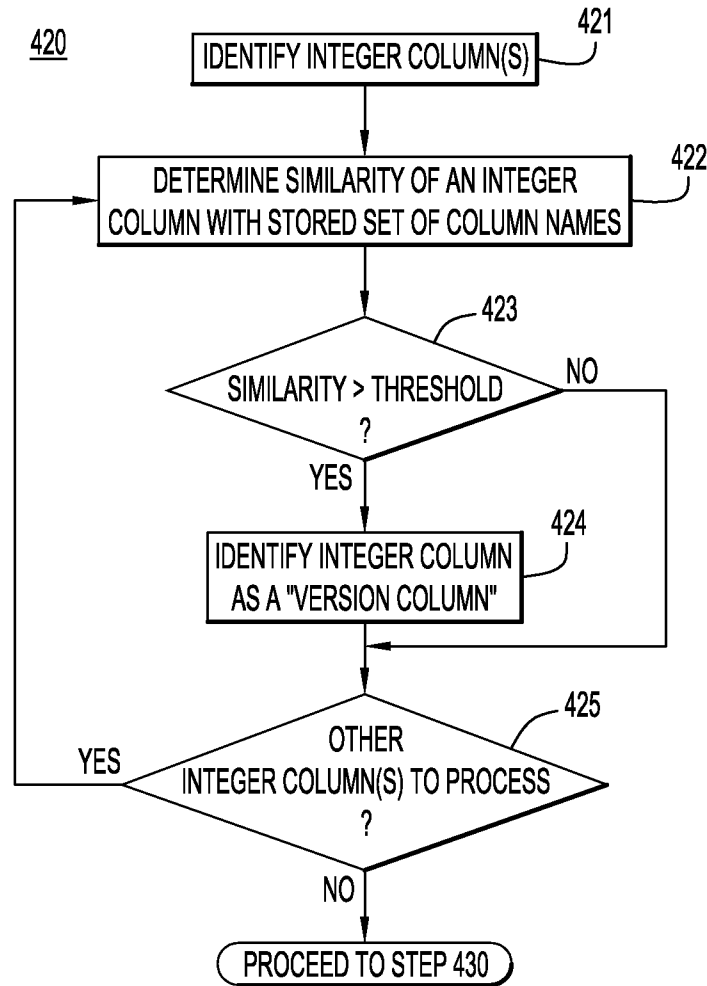 420
IDENTIFY INTEGER COLUMN(S)
421
DETERMINE SIMILARITY OF AN INTEGER
COLUMN WITH STORED SET OF COLUMN NAMES
422
423
SIMILARITY > THRESHOLD
?
NO
YES
IDENTIFY INTEGER COLUMN
AS A "VERSION COLUMN"
424
425
OTHER
INTEGER COLUMN(S) TO PROCESS
?
YES
NO
PROCEED TO STEP 430